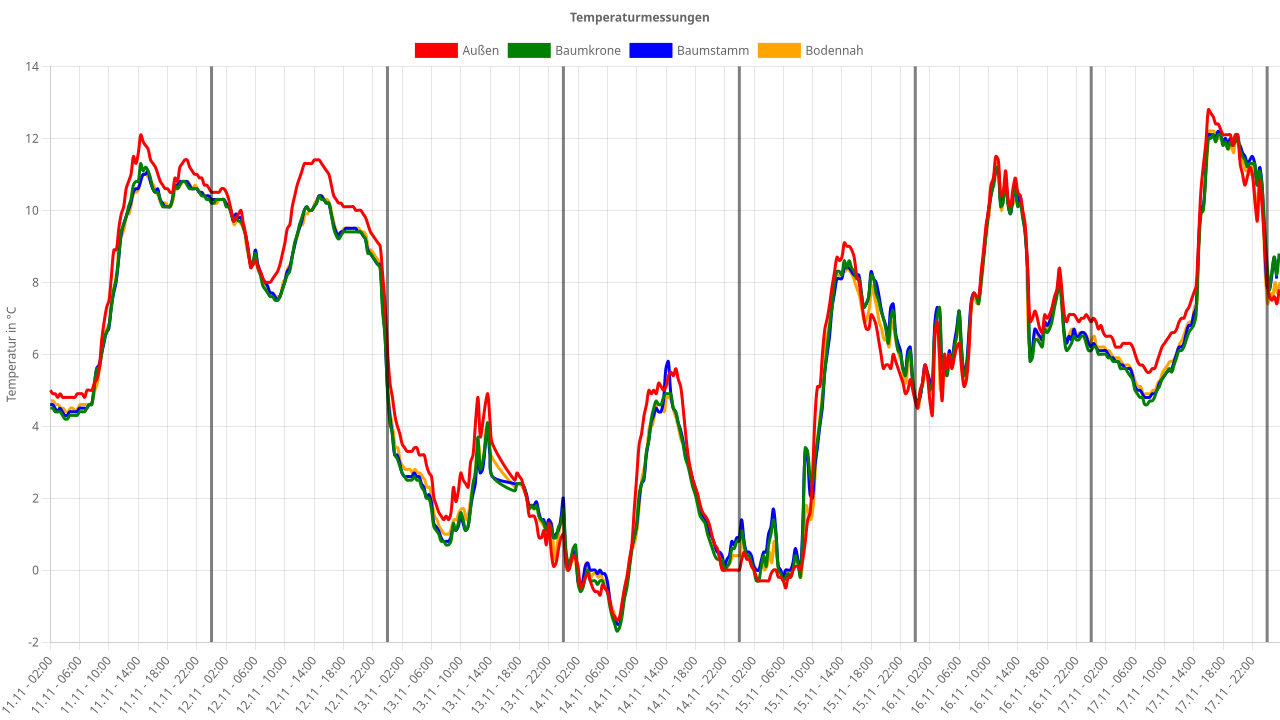 Temperaturmessungen
Außen Baumkrone Baumstamm Bodennah
Temperatur in °C
14
12
10
8
6
4
2
0
-2
11.11 - 02:00
11.11 - 06:00
11.11 - 10:00
11.11 - 14:00
11.11 - 18:00
11.11 - 22:00
12.11 - 02:00
12.11 - 06:00
12.11 - 10:00
12.11 - 14:00
12.11 - 18:00
12.11 - 22:00
13.11 - 02:00
13.11 - 06:00
13.11 - 10:00
13.11 - 14:00
13.11 - 18:00
13.11 - 22:00
14.11 - 02:00
14.11 - 06:00
14.11 - 10:00
14.11 - 14:00
14.11 - 18:00
14.11 - 22:00
15.11 - 02:00
15.11 - 06:00
15.11 - 10:00
15.11 - 14:00
15.11 - 18:00
15.11 - 22:00
16.11 - 02:00
16.11 - 06:00
16.11 - 10:00
16.11 - 14:00
16.11 - 18:00
16.11 - 22:00
17.11 - 02:00
17.11 - 06:00
17.11 - 10:00
17.11 - 14:00
17.11 - 18:00
17.11 - 22:00